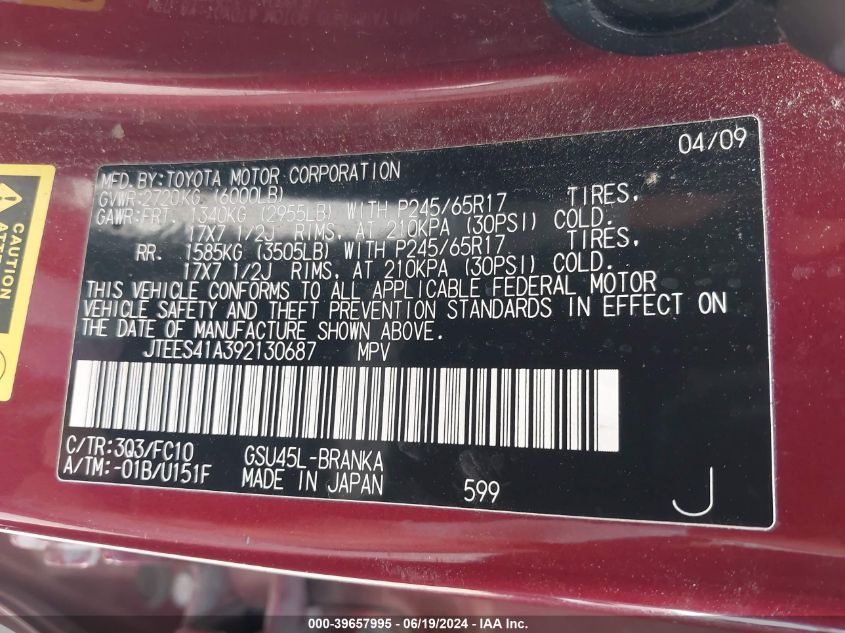 04/09
MFD. BY: TOYOTA MOTOR CORPORATION
GVWR: 2720KG (6000LB)
GAWR: FRT. 1340KG (2955LB) WITH P245/65R17 TIRES,
17X7 1/2J RIMS, AT 210KPA (30PSI) COLD.
RR. 1585KG (3505LB) WITH P245/65R17 TIRES,
17X7 1/2J RIMS, AT 210KPA (30PSI) COLD.
THIS VEHICLE CONFORMS TO ALL APPLICABLE FEDERAL MOTOR
VEHICLE SAFETY AND THEFT PREVENTION STANDARDS IN EFFECT ON
THE DATE OF MANUFACTURE SHOWN ABOVE.
JTEES41A392130687 MPV
C/TR: 3Q3/FC10 GSU45L-BRANKA
A/TM: -01B/U151F MADE IN JAPAN 599 J
CAUTION
000-39657995 - 06/19/2024 - IAA Inc.